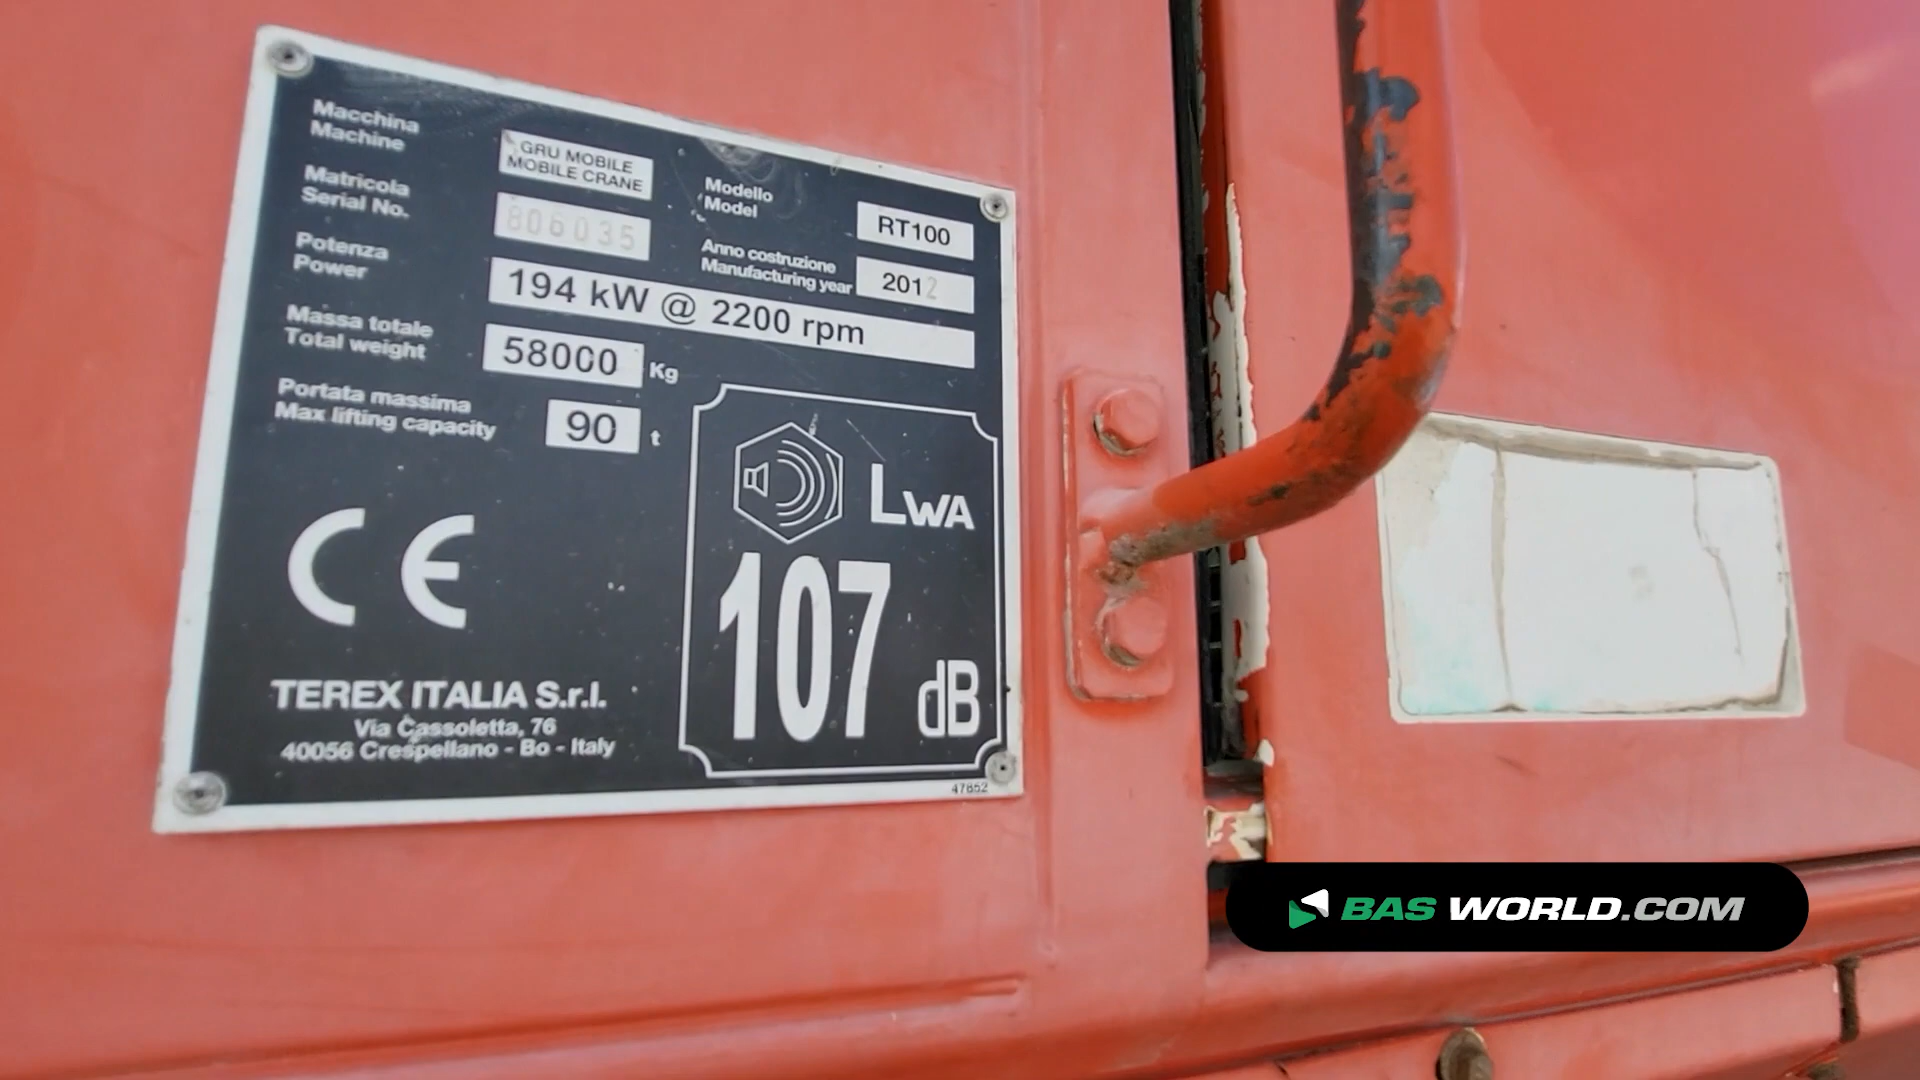 Macchina
Machine
GRU MOBILE
MOBILE CRANE
Matricola
Serial No.
806035
Modello
Model
RT100
Anno costruzione
Manufacturing year
2012
Potenza
Power
194 kW @ 2200 rpm
Massa totale
Total weight
58000 Kg
Portata massima
Max lifting capacity
90 t
LWA
107 dB
CE
TEREX ITALIA S.r.l.
Via Cassoletta, 76
40056 Crespellano - Bo - Italy
47852
BAS WORLD.COM